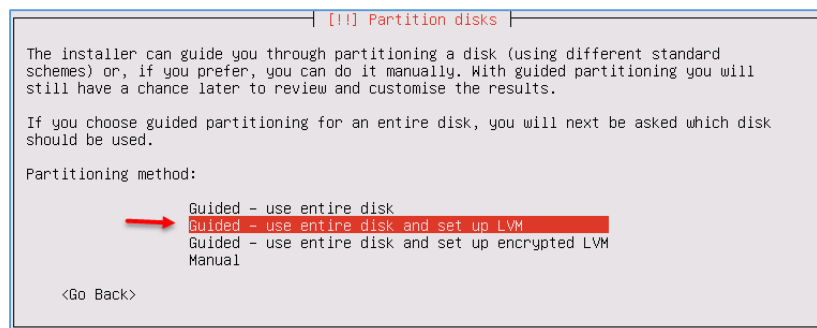 [!!] Partition disks
The installer can guide you through partitioning a disk (using different standard
schemes) or, if you prefer, you can do it manually. With guided partitioning you will
still have a chance later to review and customise the results.
If you choose guided partitioning for an entire disk, you will next be asked which disk
should be used.
Partitioning method:
Guided – use entire disk
Guided – use entire disk and set up LVM
Guided – use entire disk and set up encrypted LVM
Manual
<Go Back>